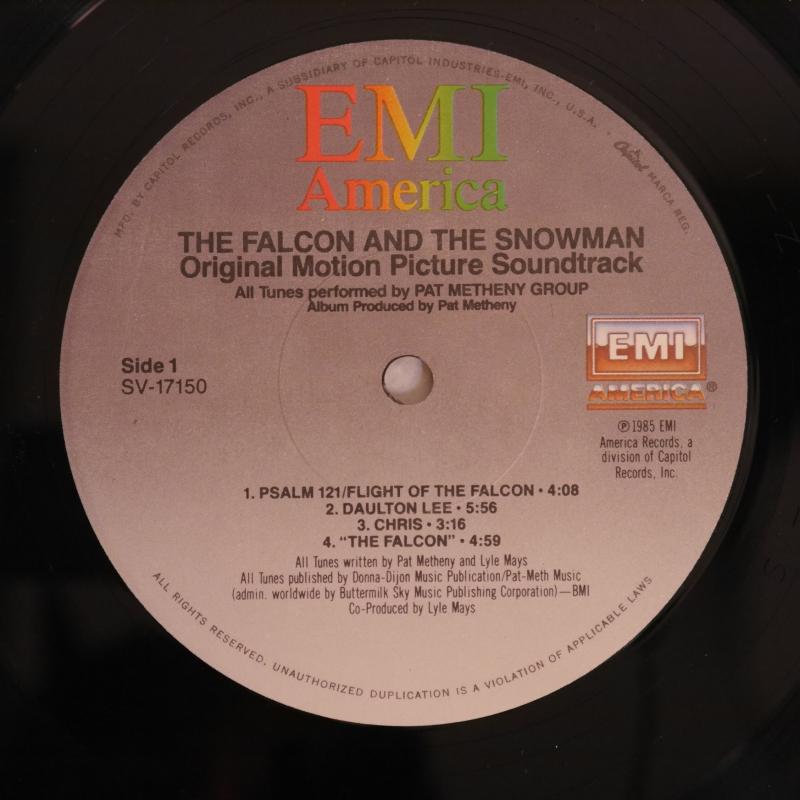 MFD. BY CAPITOL RECORDS, INC., A SUBSIDIARY OF CAPITOL INDUSTRIES-EMI, INC., U.S.A. · Capitol MARCA REG.
EMI
America
THE FALCON AND THE SNOWMAN
Original Motion Picture Soundtrack
All Tunes performed by PAT METHENY GROUP
Album Produced by Pat Metheny
Side 1
SV-17150
EMI
AMERICA®
℗1985 EMI
America Records, a
division of Capitol
Records, Inc.
1. PSALM 121/FLIGHT OF THE FALCON • 4:08
2. DAULTON LEE • 5:56
3. CHRIS • 3:16
4. "THE FALCON" • 4:59
All Tunes written by Pat Metheny and Lyle Mays
All Tunes published by Donna-Dijon Music Publication/Pat-Meth Music
(admin. worldwide by Buttermilk Sky Music Publishing Corporation)—BMI
Co-Produced by Lyle Mays
ALL RIGHTS RESERVED, UNAUTHORIZED DUPLICATION IS A VIOLATION OF APPLICABLE LAWS